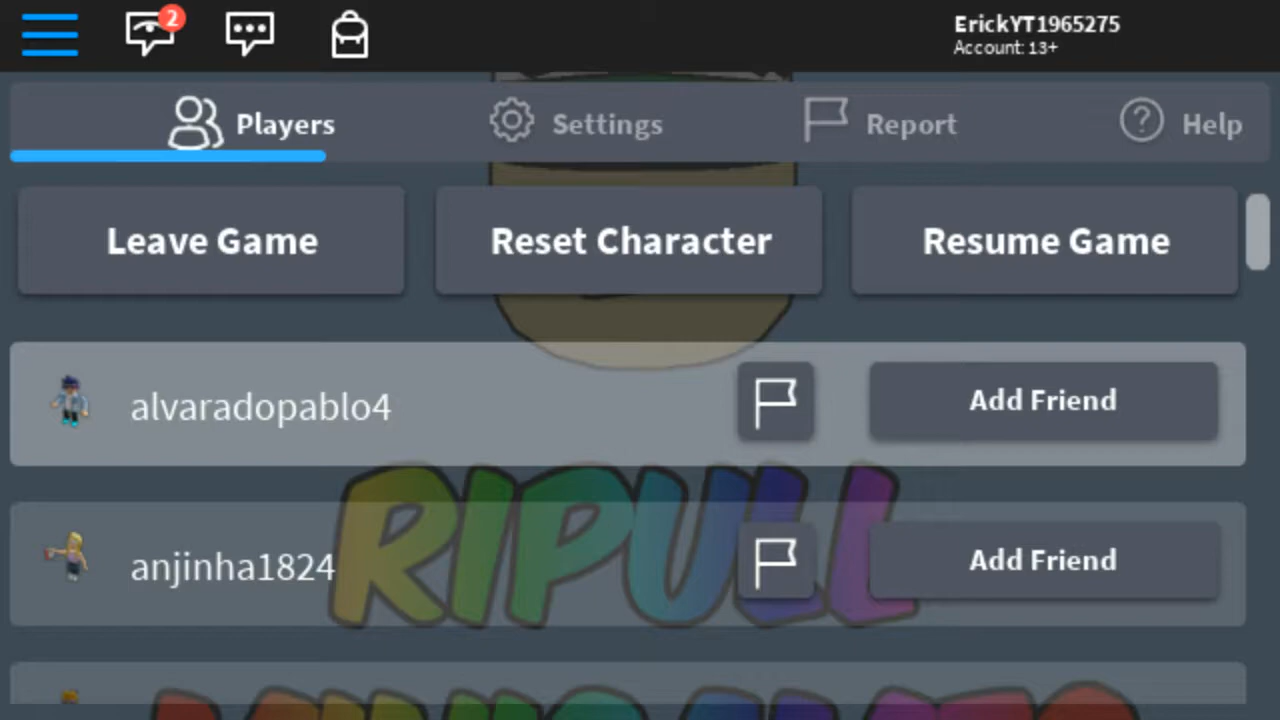 2
ErickYT1965275
Account: 13+
Players
Settings
Report
Help
Leave Game
Reset Character
Resume Game
alvaradopablo4
Add Friend
anjinha1824
Add Friend
RIPULL